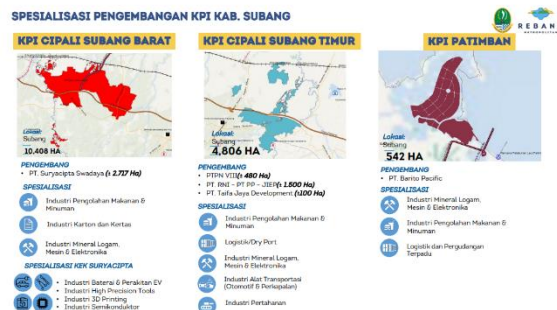 SPESIALISASI PENGEMBANGAN KPI KAB. SUBANG
REBANA
METROPOLITAN
KPI CIPALI SUBANG BARAT
Lokasi:
Subang
10,408 HA
PENGEMBANG
• PT. Suryacipta Swadaya (± 2.717 Ha)
SPESIALISASI
Industri Pengolahan Makanan &
Minuman
Industri Karton dan Kertas
Industri Mineral Logam,
Mesin & Elektronika
SPESIALISASI KEK SURYACIPTA
• Industri Baterai & Perakitan EV
• Industri High Precision Tools
• Industri 3D Printing
• Industri Semikonduktor
KPI CIPALI SUBANG TIMUR
Lokasi:
Subang
4,806 HA
PENGEMBANG
• PTPN VIII(± 480 Ha)
• PT. RNI - PT PP - JIEP(± 1.500 Ha)
• PT. Taifa Jaya Development (±100 Ha)
SPESIALISASI
Industri Pengolahan Makanan &
Minuman
Logistik/Dry Port
Industri Mineral Logam,
Mesin & Elektronika
Industri Alat Transportasi
(Otomotif & Perkapalan)
Industri Pertahanan
KPI PATIMBAN
Lokasi:
Subang
542 HA
PENGEMBANG
• PT. Barito Pacific
SPESIALISASI
Industri Mineral Logam,
Mesin & Elektronika
Industri Pengolahan Makanan &
Minuman
Logistik dan Pergudangan
Terpadu